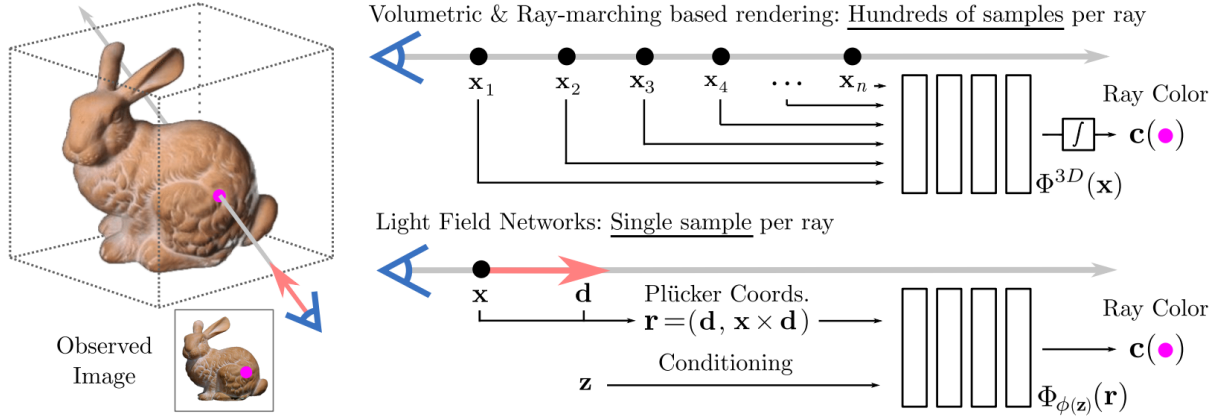 Volumetric & Ray-marching based rendering: Hundreds of samples per ray
x₁ x₂ x₃ x₄ ... xₙ
Ray Color
∫ c( )
Φ³ᴰ(x)
Light Field Networks: Single sample per ray
x d Plücker Coords.
r=(d, x × d)
Ray Color
c( )
Conditioning
z
Φ_ϕ(z)(r)
Observed
Image